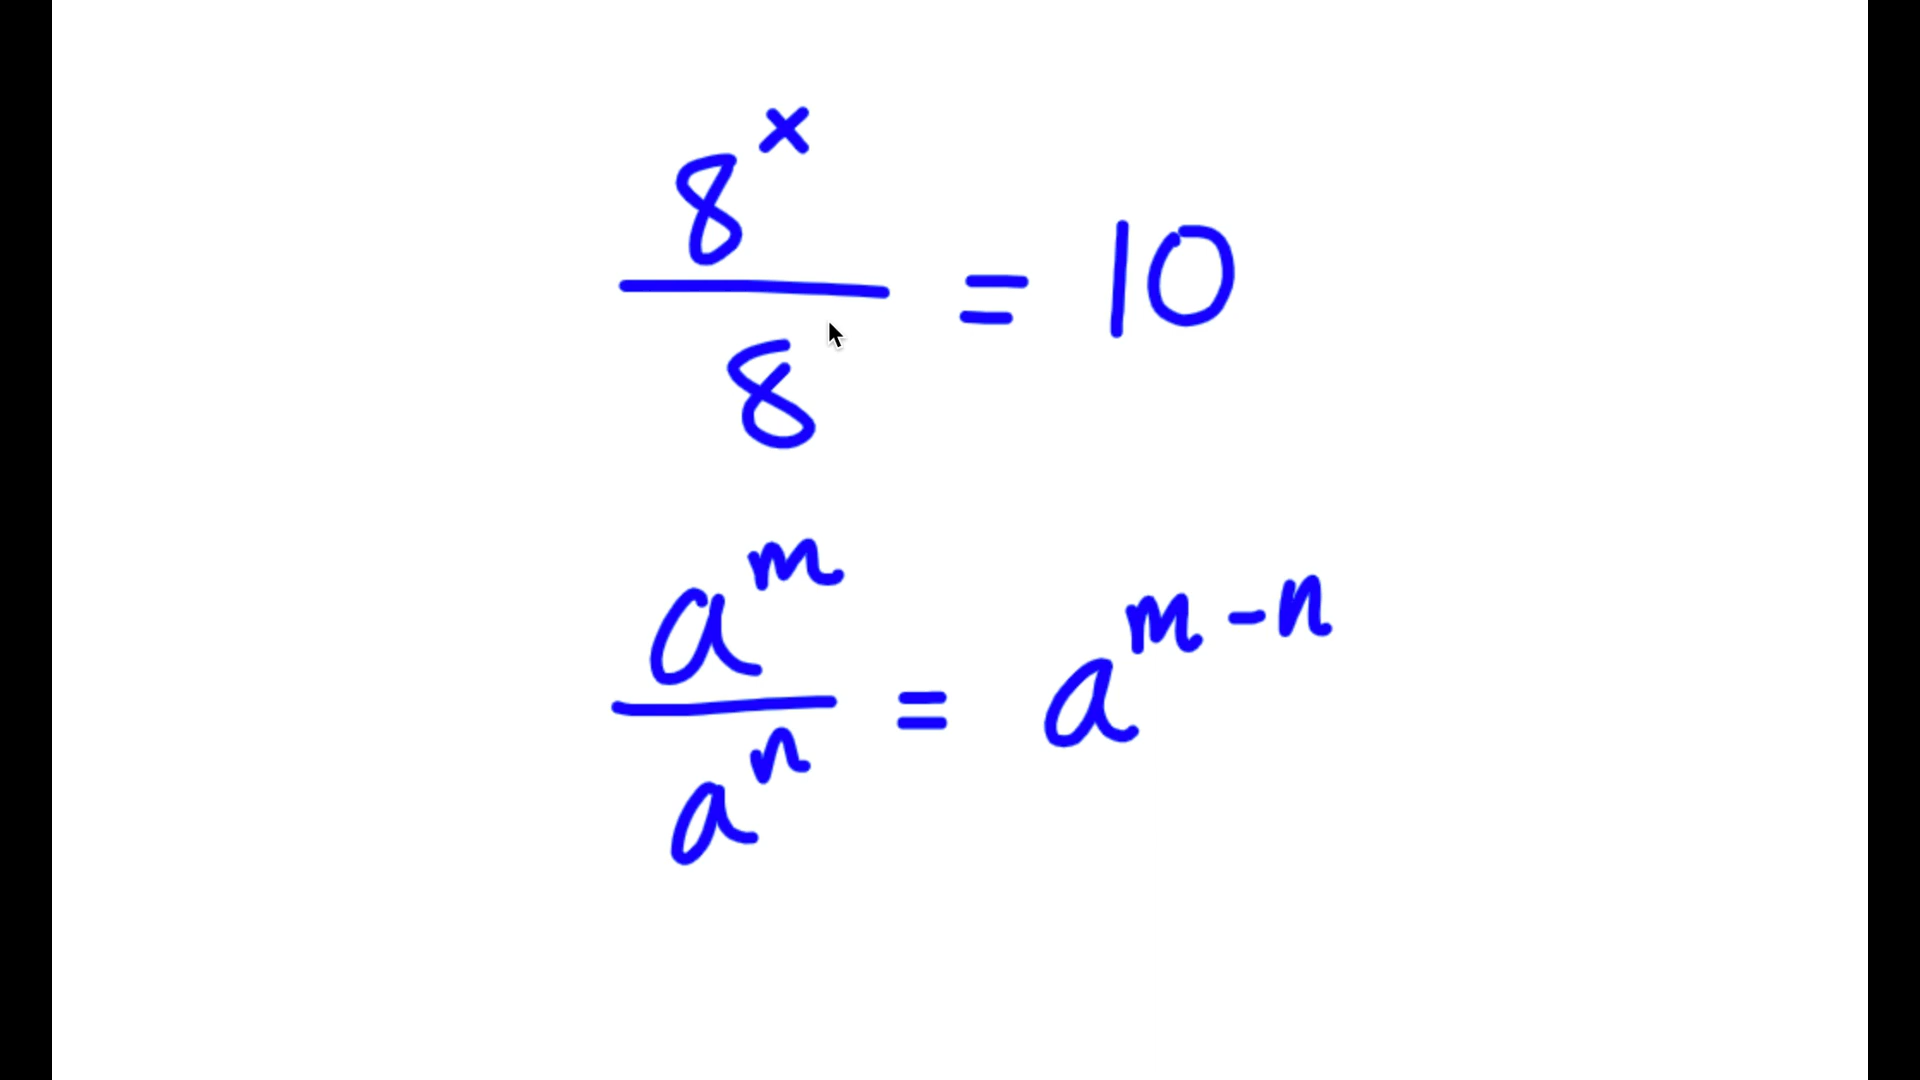 8^x / 8 = 10
a^m / a^n = a^{m-n}